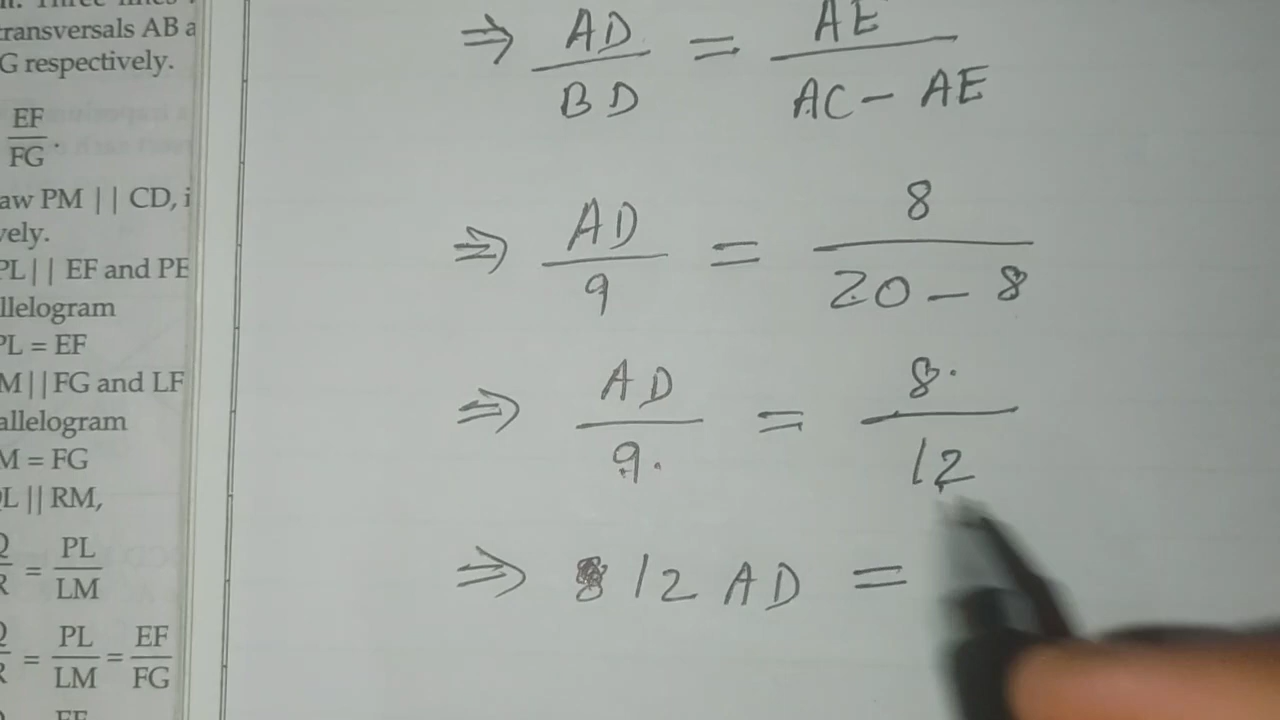 transversals AB a
G respectively.
EF
FG .
aw PM || CD, i
vely.
PL || EF and PE
llelogram
PL = EF
M || FG and LF
allelogram
M = FG
L || RM,
= PL
LM
= PL = EF
LM FG
EF
⇒ AD = AE
BD AC - AE
⇒ AD = 8
9 20 - 8
⇒ AD = 8.
9. 12
⇒ 12 AD =